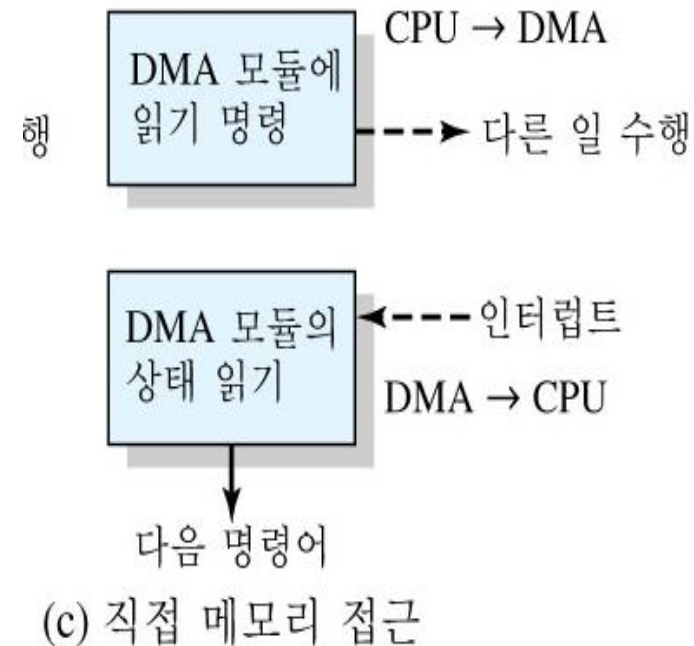 CPU → DMA
DMA 모듈에
읽기 명령
행
다른 일 수행
DMA 모듈의
상태 읽기
인터럽트
DMA → CPU
다음 명령어
(c) 직접 메모리 접근